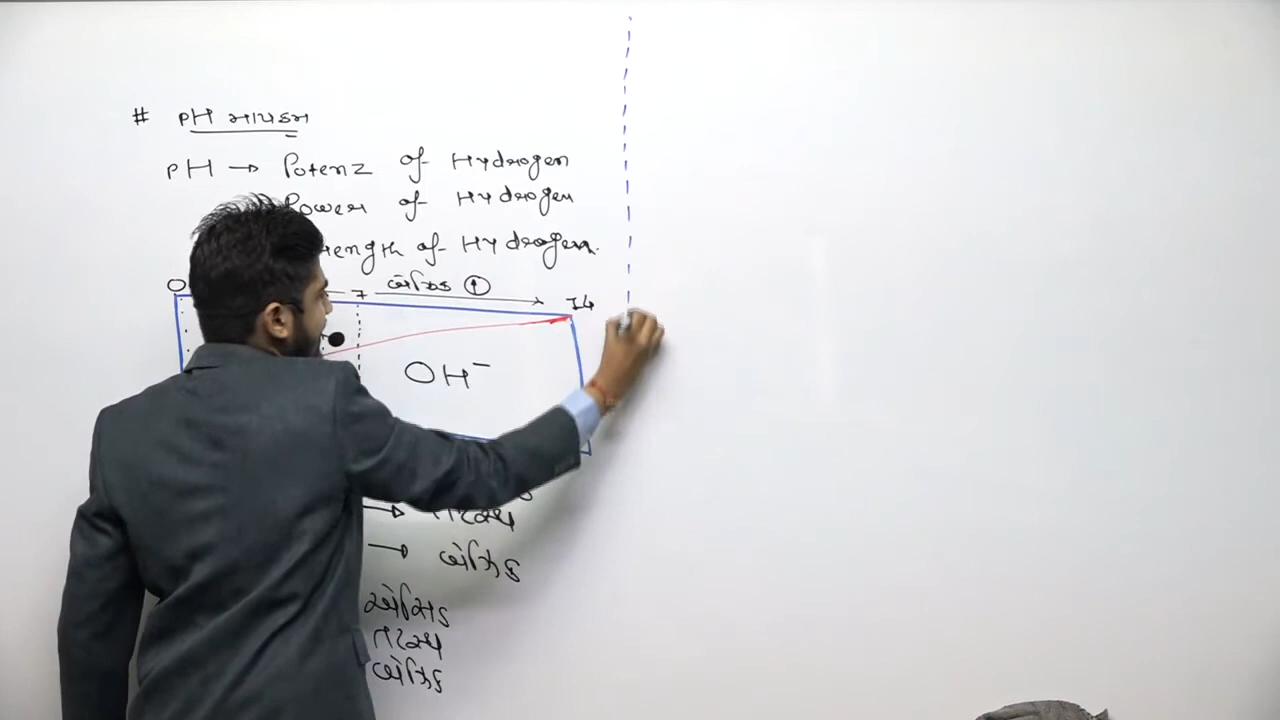 # pH માપક્રમ
pH → Potenz of Hydrogen
Power of Hydrogen
rength of Hydrogen.
0 7 બેઝિક ↑ 14
OH⁻
→ તટસ્થ
→ બેઝિક
એસિડ
તટસ્થ
બેઝિક